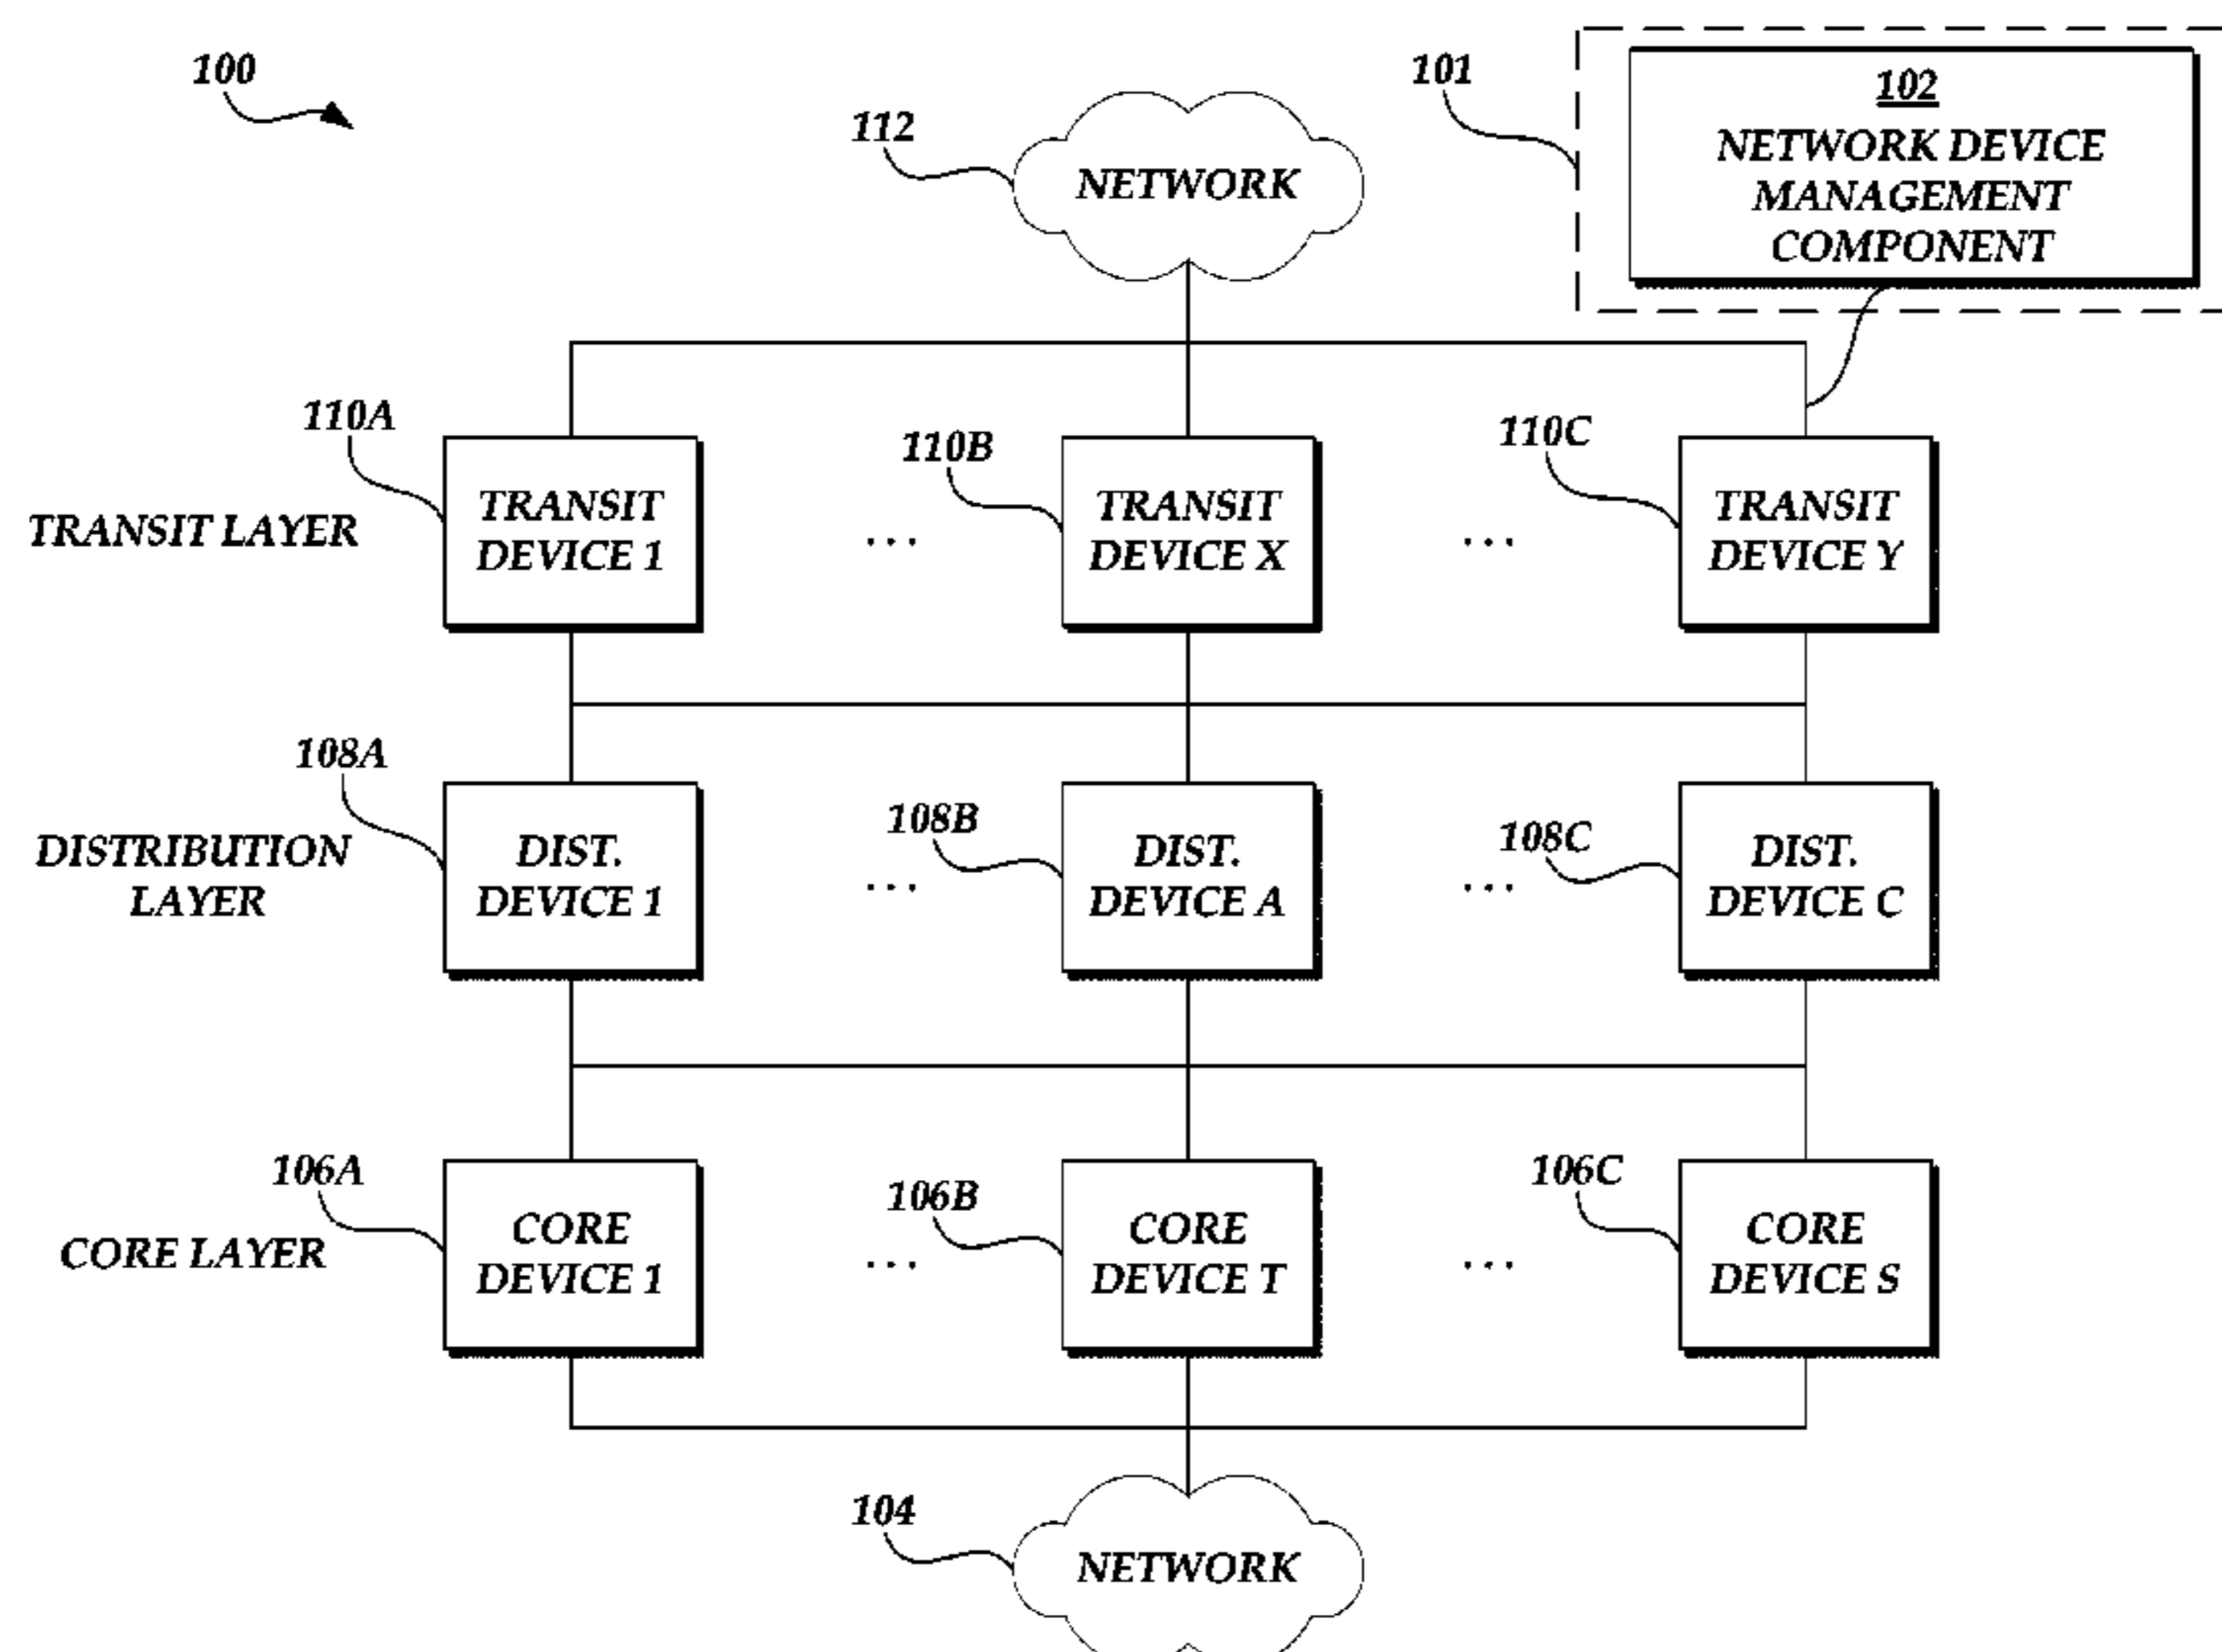 100
101
102
NETWORK DEVICE
MANAGEMENT
COMPONENT
112
NETWORK
110A
110B
110C
TRANSIT LAYER
TRANSIT
DEVICE 1
...
TRANSIT
DEVICE X
...
TRANSIT
DEVICE Y
108A
108B
108C
DISTRIBUTION
LAYER
DIST.
DEVICE 1
...
DIST.
DEVICE A
...
DIST.
DEVICE C
106A
106B
106C
CORE LAYER
CORE
DEVICE 1
...
CORE
DEVICE T
...
CORE
DEVICE S
104
NETWORK